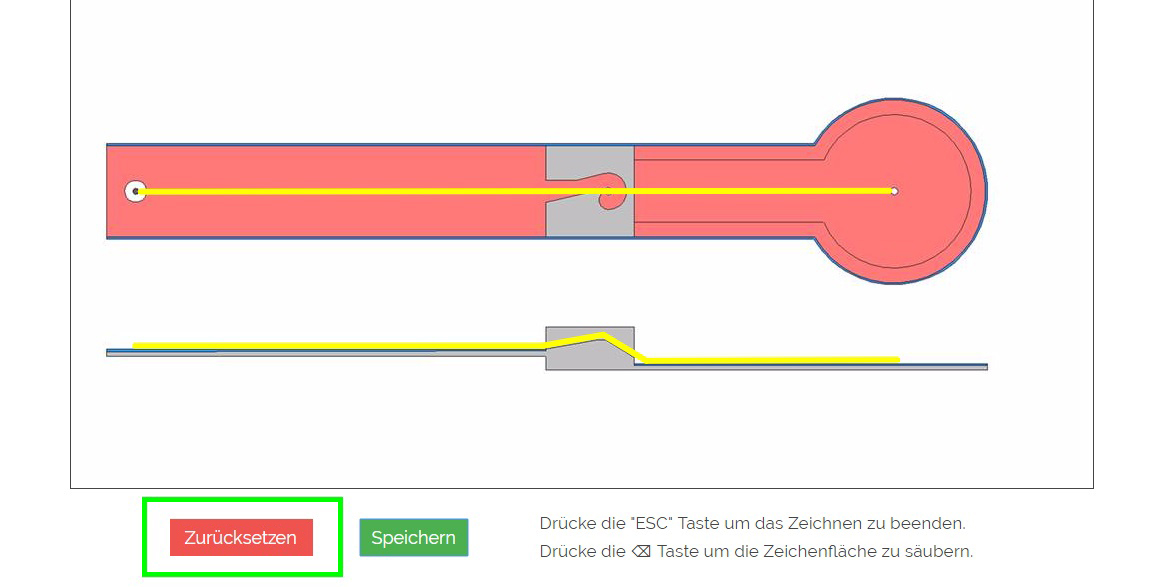 Zurücksetzen
Speichern
Drücke die "ESC" Taste um das Zeichnen zu beenden.
Drücke die ⌫ Taste um die Zeichenfläche zu säubern.